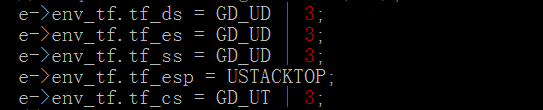 e->env_tf.tf_ds = GD_UD | 3;
e->env_tf.tf_es = GD_UD | 3;
e->env_tf.tf_ss = GD_UD | 3;
e->env_tf.tf_esp = USTACKTOP;
e->env_tf.tf_cs = GD_UT | 3;